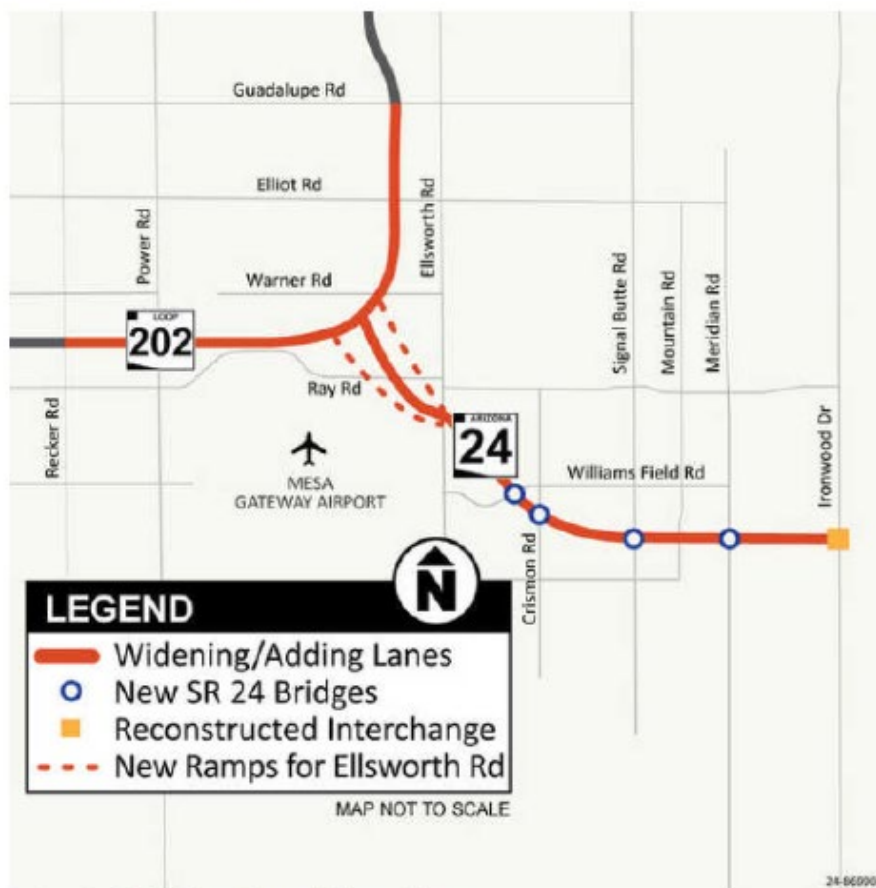 Guadalupe Rd
Elliot Rd
Ellsworth Rd
Power Rd
Warner Rd
LOOP
202
Signal Butte Rd
Mountain Rd
Meridian Rd
Ray Rd
Recker Rd
ARIZONA
24
Ironwood Dr
Williams Field Rd
MESA
GATEWAY AIRPORT
Crismon Rd
N
LEGEND
Widening/Adding Lanes
New SR 24 Bridges
Reconstructed Interchange
New Ramps for Ellsworth Rd
MAP NOT TO SCALE